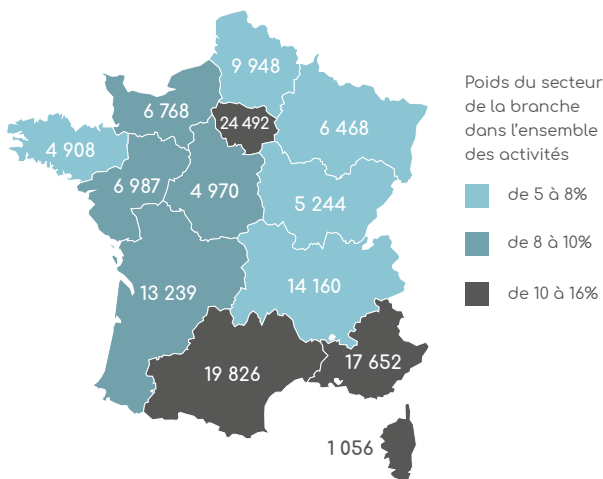 9 948
6 768
24 492
6 468
4 908
6 987
4 970
5 244
13 239
14 160
19 826
17 652
1 056
Poids du secteur
de la branche
dans l'ensemble
des activités
de 5 à 8%
de 8 à 10%
de 10 à 16%